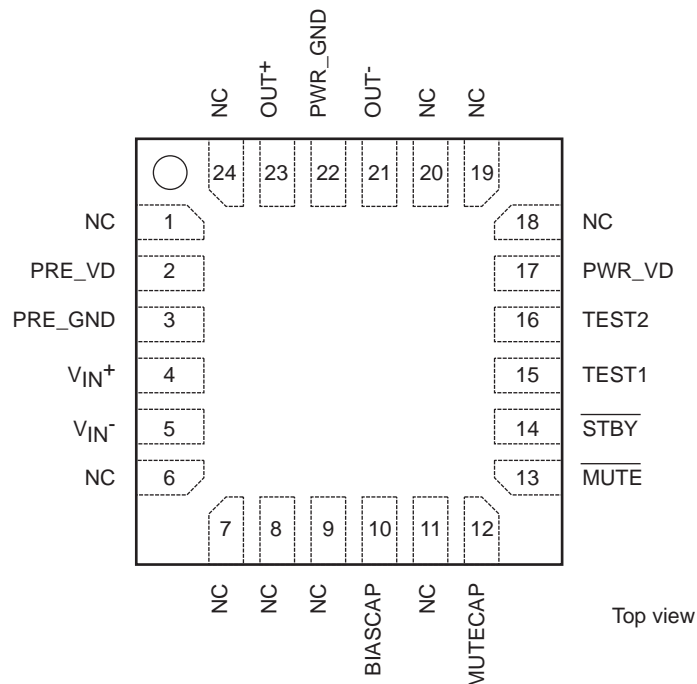 NC OUT+ PWR_GND OUT- NC NC
24 23 22 21 20 19
NC 1 18 NC
PRE_VD 2 17 PWR_VD
PRE_GND 3 16 TEST2
VIN+ 4 15 TEST1
VIN- 5 14 STBY
NC 6 13 MUTE
7 8 9 10 11 12
NC NC NC BIASCAP NC MUTECAP
Top view